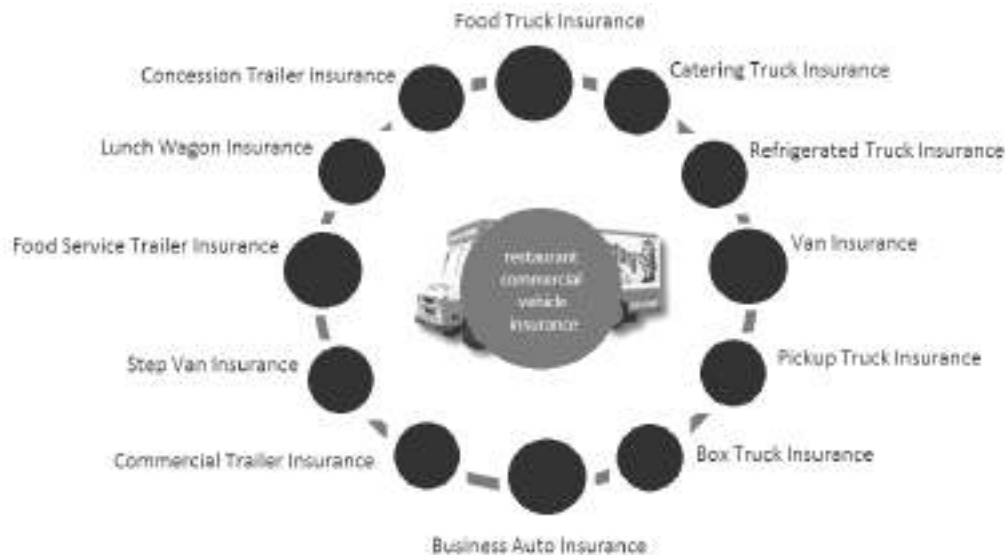 Food Truck Insurance
Concession Trailer Insurance
Catering Truck Insurance
Lunch Wagon Insurance
Refrigerated Truck Insurance
Food Service Trailer Insurance
Van Insurance
restaurant
commercial
vehicle
insurance
Step Van Insurance
Pickup Truck Insurance
Commercial Trailer Insurance
Box Truck Insurance
Business Auto Insurance